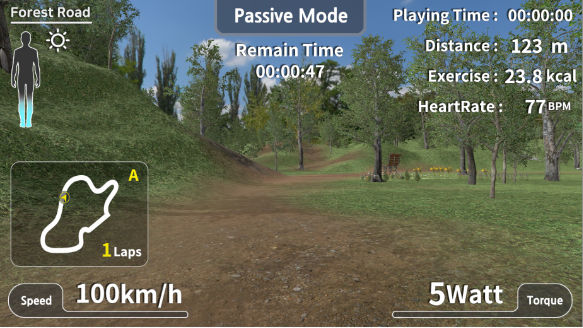 Forest Road
Passive Mode
Remain Time
00:00:47
Playing Time : 00:00:00
Distance : 123 m
Exercise : 23.8 kcal
HeartRate : 77 BPM
A
1 Laps
Speed 100km/h
5Watt Torque